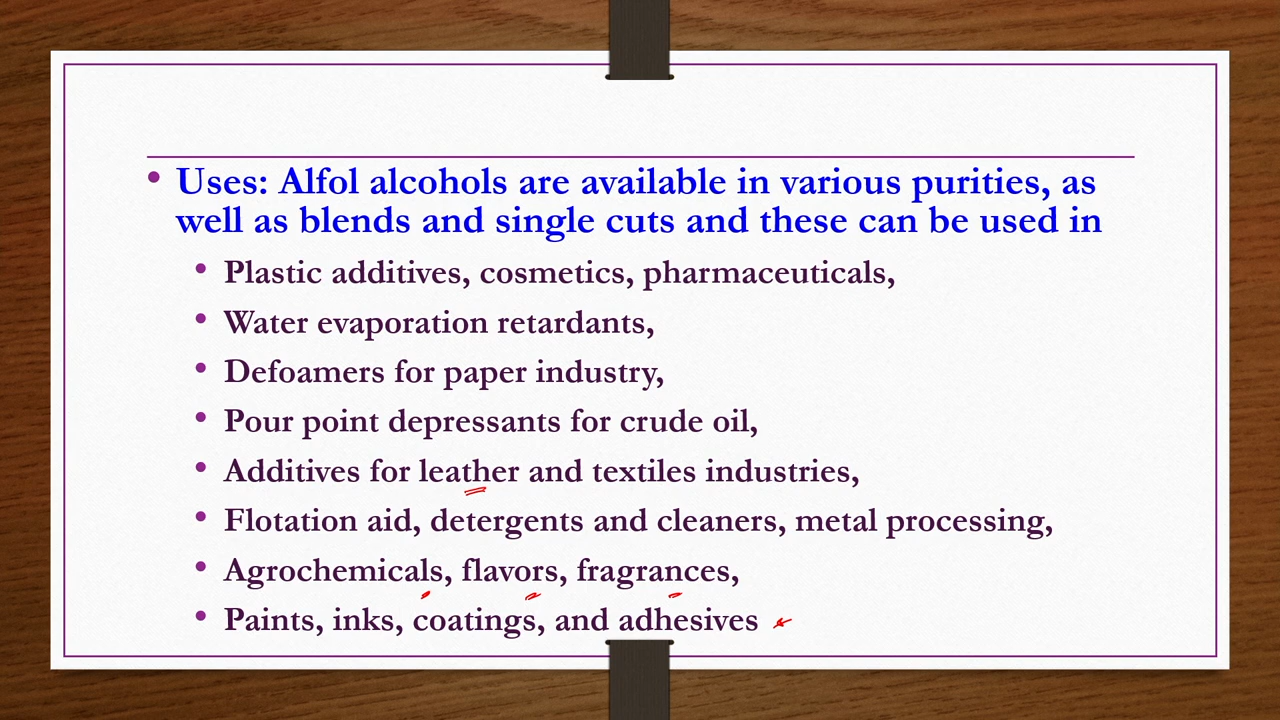 • Uses: Alfol alcohols are available in various purities, as
well as blends and single cuts and these can be used in
• Plastic additives, cosmetics, pharmaceuticals,
• Water evaporation retardants,
• Defoamers for paper industry,
• Pour point depressants for crude oil,
• Additives for leather and textiles industries,
• Flotation aid, detergents and cleaners, metal processing,
• Agrochemicals, flavors, fragrances,
• Paints, inks, coatings, and adhesives